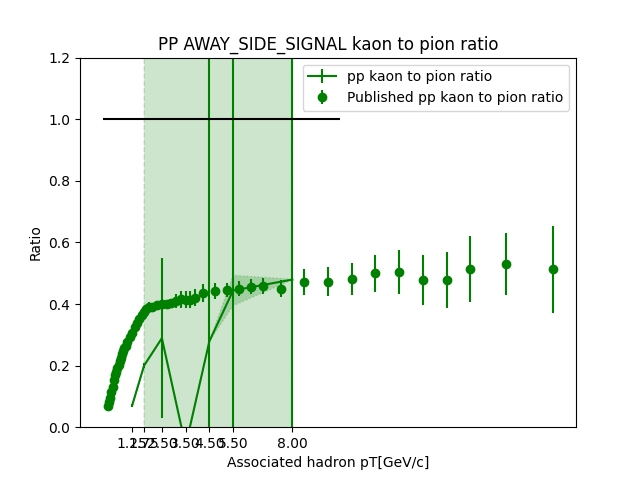 PP AWAY_SIDE_SIGNAL kaon to pion ratio
pp kaon to pion ratio
Published pp kaon to pion ratio
Ratio
1.2
1.0
0.8
0.6
0.4
0.2
0.0
3.50
4.50
5.50
8.00
Associated hadron pT[GeV/c]